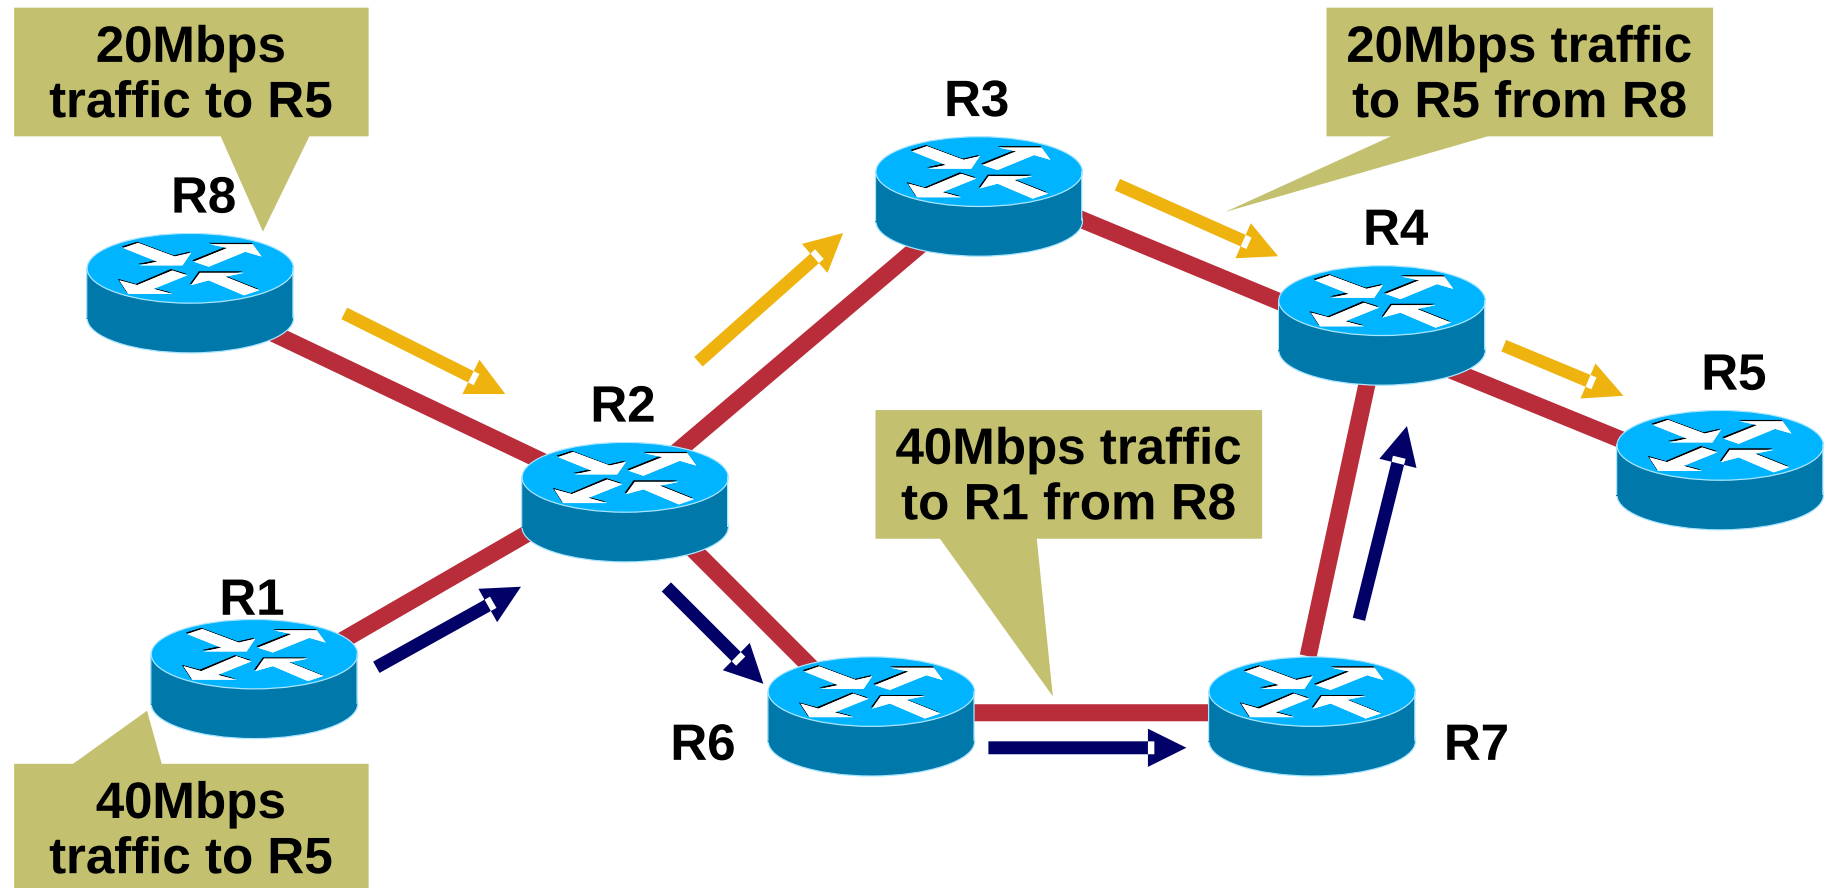 20Mbps
traffic to R5
20Mbps traffic
to R5 from R8
R3
R8
R4
R5
R2
40Mbps traffic
to R1 from R8
R1
R6
R7
40Mbps
traffic to R5